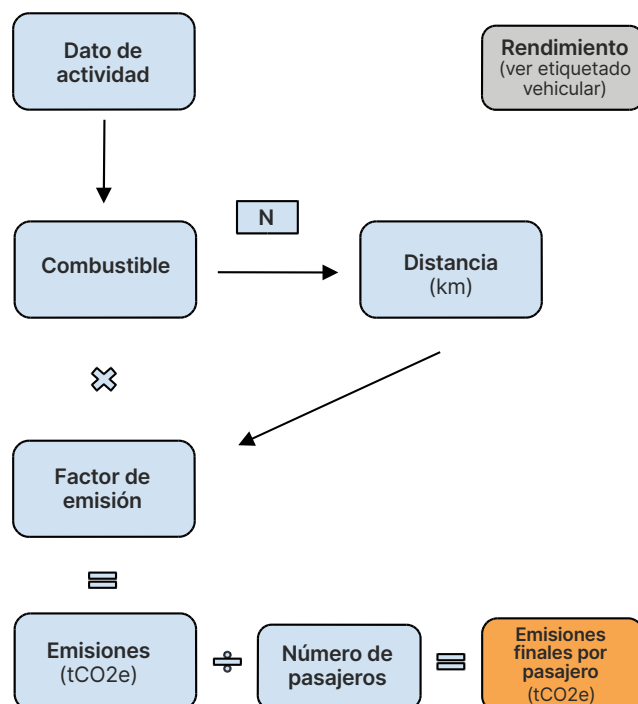 Dato de
actividad
Rendimiento
(ver etiquetado
vehicular)
N
Combustible
Distancia
(km)
Factor de
emisión
Emisiones
(tCO2e)
Número de
pasajeros
Emisiones
finales por
pasajero
(tCO2e)